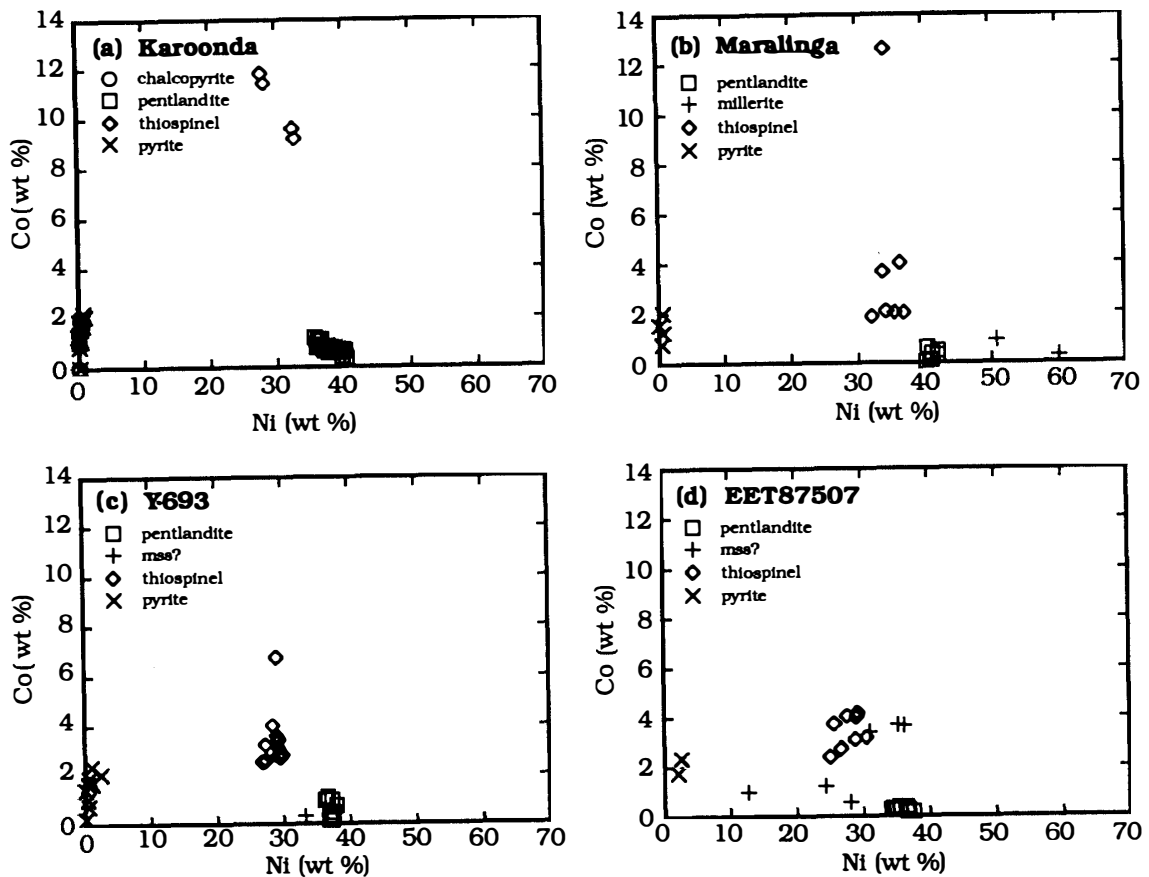 14
12
10
8
6
4
2
0
Co( wt %)
(a) Karoonda
chalcopyrite
pentlandite
thiospinel
pyrite
0 10 20 30 40 50 60 70
Ni (wt %)
14
12
10
8
6
4
2
0
Co (wt %)
(b) Maralinga
pentlandite
millerite
thiospinel
pyrite
0 10 20 30 40 50 60 70
Ni (wt %)
14
12
10
8
6
4
2
0
Co( wt %)
(c) Y-693
pentlandite
mss?
thiospinel
pyrite
0 10 20 30 40 50 60 70
Ni (wt %)
14
12
10
8
6
4
2
0
Co (wt %)
(d) EET87507
pentlandite
mss?
thiospinel
pyrite
0 10 20 30 40 50 60 70
Ni (wt %)